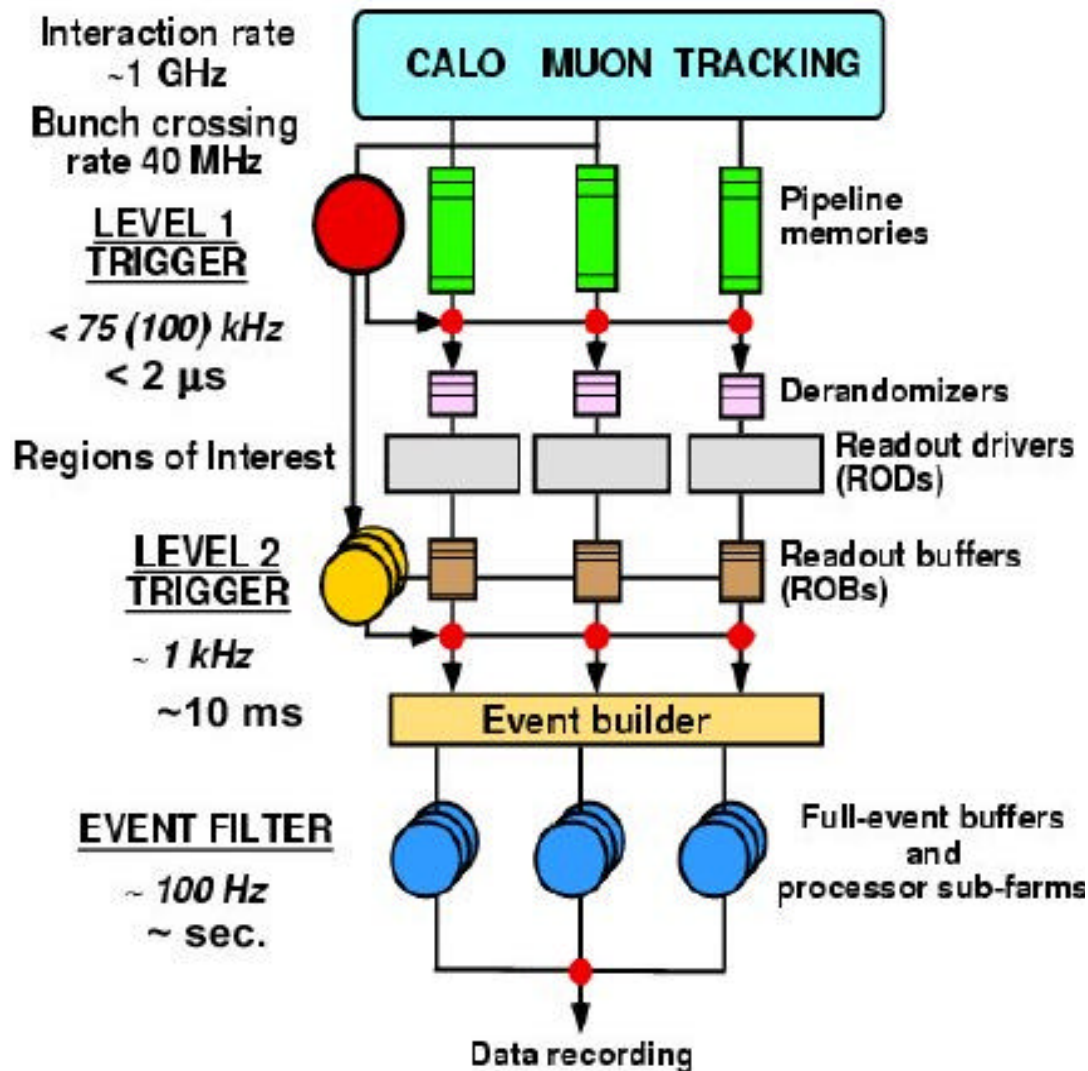 Interaction rate
~1 GHz
Bunch crossing
rate 40 MHz
CALO MUON TRACKING
LEVEL 1
TRIGGER
< 75 (100) kHz
< 2 μs
Pipeline
memories
Derandomizers
Regions of Interest
Readout drivers
(RODs)
LEVEL 2
TRIGGER
~ 1 kHz
~10 ms
Readout buffers
(ROBs)
Event builder
EVENT FILTER
~ 100 Hz
~ sec.
Full-event buffers
and
processor sub-farms
Data recording